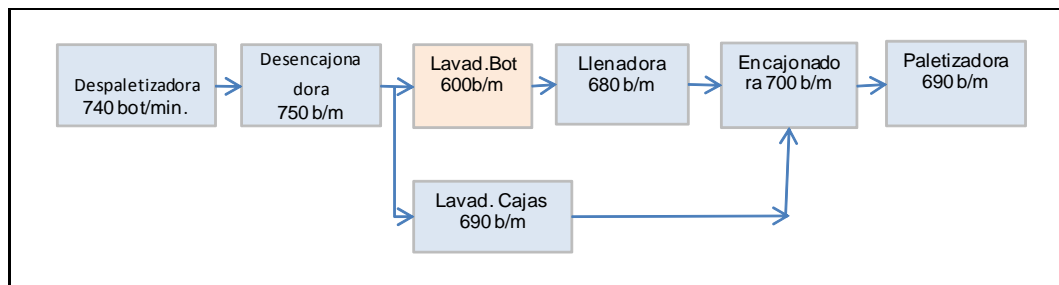 Despaletizadora
740 bot/min.
Desencajona
dora
750 b/m
Lavad.Bot
600b/m
Llenadora
680 b/m
Encajonado
ra 700 b/m
Paletizadora
690 b/m
Lavad. Cajas
690 b/m